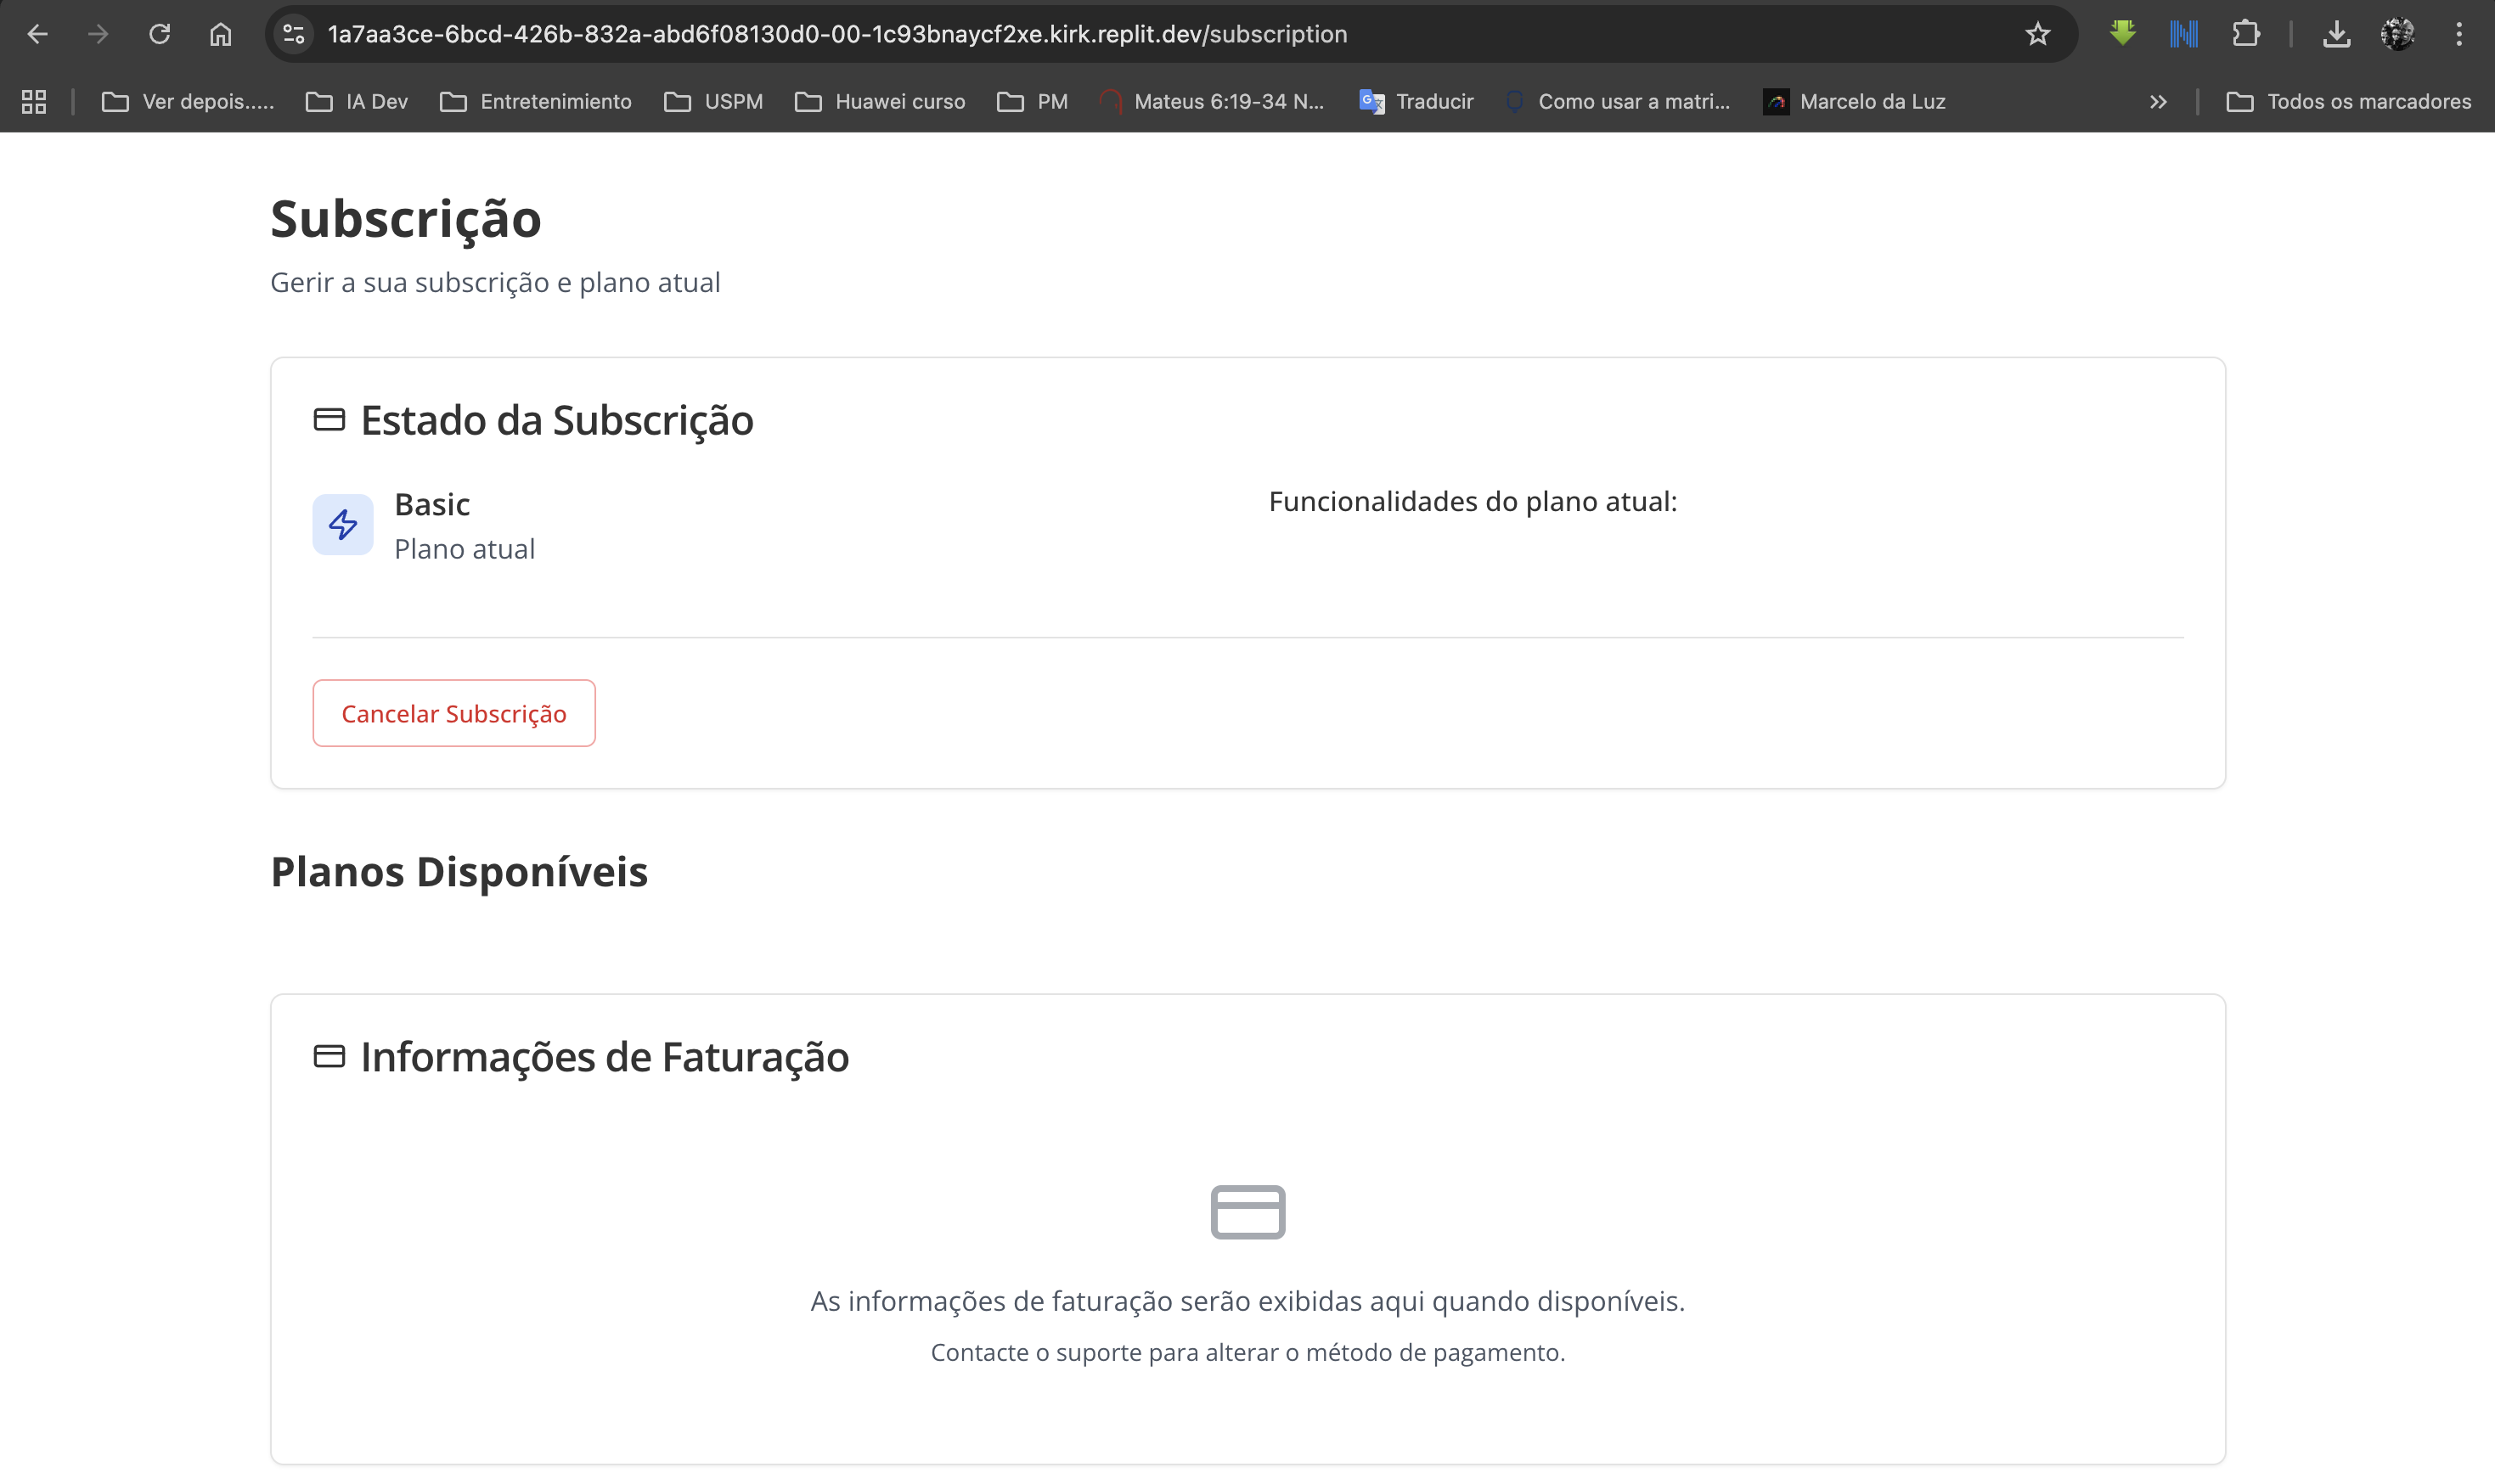 1a7aa3ce-6bcd-426b-832a-abd6f08130d0-00-1c93bnaycf2xe.kirk.replit.dev/subscription
Ver depois.....
IA Dev
Entretenimiento
USPM
Huawei curso
PM
Mateus 6:19-34 N...
Traducir
Como usar a matri...
Marcelo da Luz
Todos os marcadores
Subscrição
Gerir a sua subscrição e plano atual
Estado da Subscrição
Basic
Plano atual
Funcionalidades do plano atual:
Cancelar Subscrição
Planos Disponíveis
Informações de Faturação
As informações de faturação serão exibidas aqui quando disponíveis.
Contacte o suporte para alterar o método de pagamento.